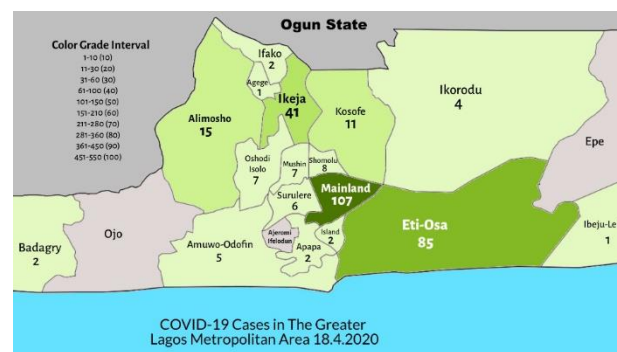 Ogun State
Color Grade Interval
1-10 (10)
11-30 (20)
31-60 (30)
61-100 (40)
101-150 (50)
151-210 (60)
211-280 (70)
281-360 (80)
361-450 (90)
451-550 (100)
Ifako
2
Agege
1
Ikeja
41
Alimosho
15
Kosofe
11
Ikorodu
4
Epe
Oshodi
Isolo
7
Mushin
7
Shomolu
8
Surulere
6
Mainland
107
Eti-Osa
85
Ibeju-Le
1
Badagry
2
Ojo
Amuwo-Odofin
5
Ajeromi
Ifelodun
Apapa
2
Island
2
COVID-19 Cases in The Greater
Lagos Metropolitan Area 18.4.2020